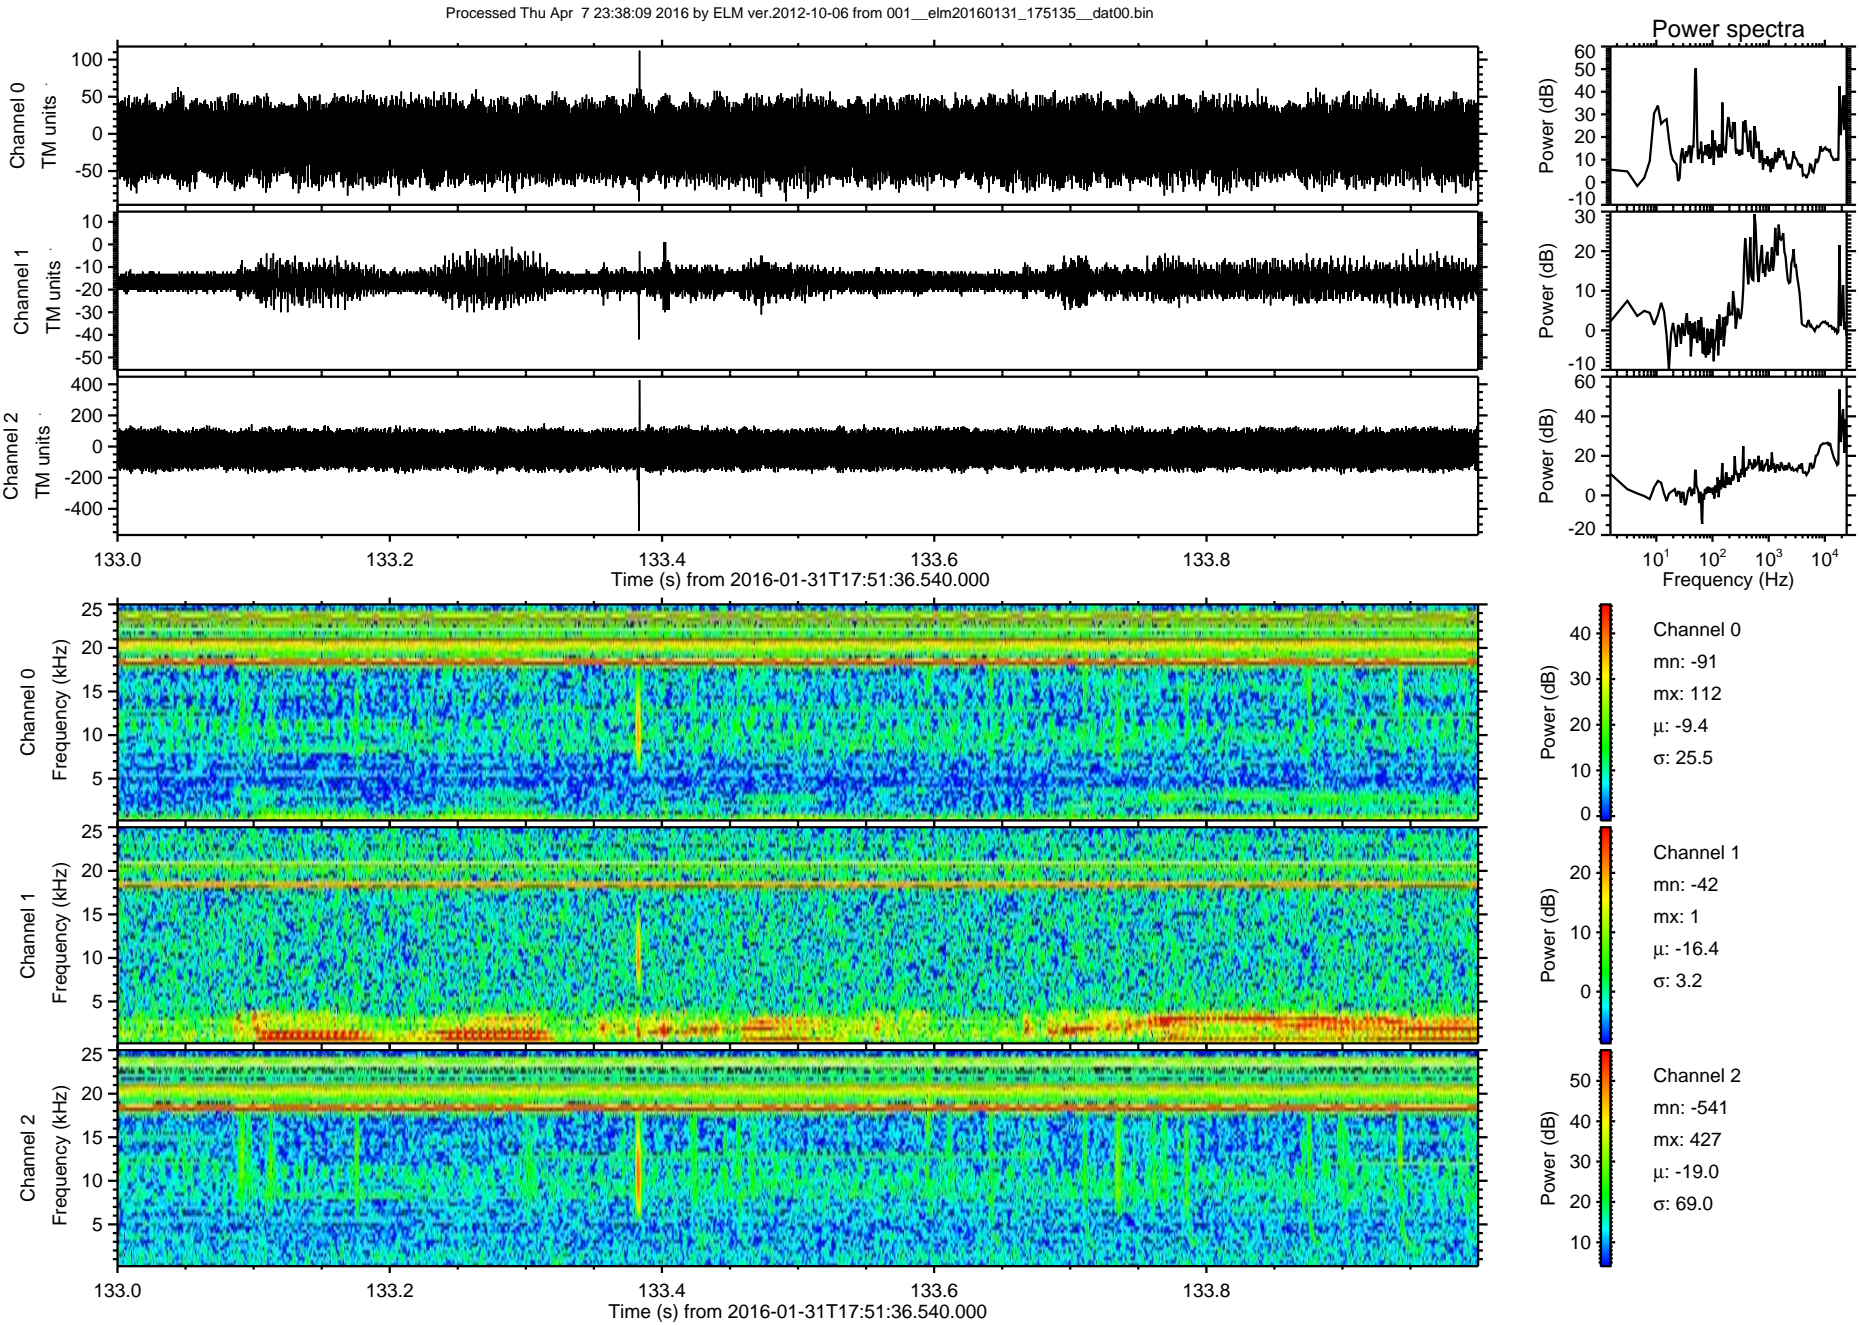 Processed Thu Apr  7 23:38:09 2016 by ELM ver.2012-10-06 from 001__elm20160131_175135__dat00.bin
Power spectra
Channel 0
TM units
100
50
0
-50
Power (dB)
60
50
40
30
20
10
0
-10
Channel 1
TM units
10
0
-10
-20
-30
-40
-50
Power (dB)
30
20
10
0
-10
Channel 2
TM units
400
200
0
-200
-400
Power (dB)
60
40
20
0
-20
133.0 133.2 133.4 133.6 133.8
Time (s) from 2016-01-31T17:51:36.540.000
10¹ 10² 10³ 10⁴
Frequency (Hz)
Channel 0
Frequency (kHz)
25
20
15
10
5
Power (dB)
40
30
20
10
0
Channel 0
mn: -91
mx: 112
μ: -9.4
σ: 25.5
Channel 1
Frequency (kHz)
25
20
15
10
5
Power (dB)
20
10
0
Channel 1
mn: -42
mx: 1
μ: -16.4
σ: 3.2
Channel 2
Frequency (kHz)
25
20
15
10
5
Power (dB)
50
40
30
20
10
Channel 2
mn: -541
mx: 427
μ: -19.0
σ: 69.0
133.0 133.2 133.4 133.6 133.8
Time (s) from 2016-01-31T17:51:36.540.000